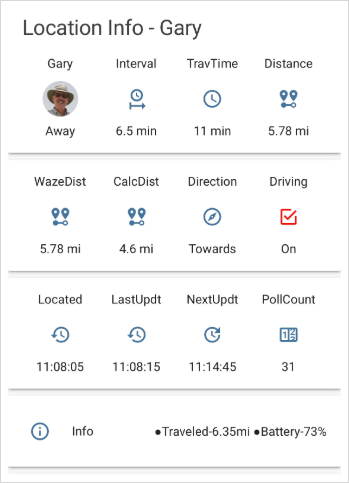 Location Info - Gary
Gary Interval TravTime Distance
Away 6.5 min 11 min 5.78 mi
WazeDist CalcDist Direction Driving
5.78 mi 4.6 mi Towards On
Located LastUpdt NextUpdt PollCount
11:08:05 11:08:15 11:14:45 31
Info ●Traveled-6.35mi ●Battery-73%